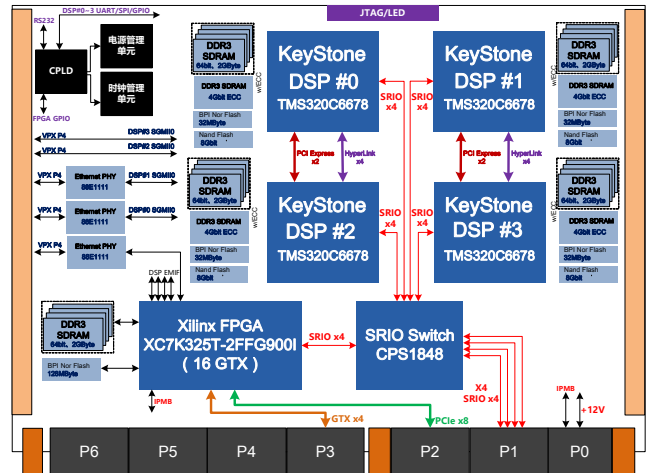 DSP#0~3 UART/SPI/GPIO
JTAG/LED
RS232
CPLD
电源管理
单元
时钟管理
单元
FPGA GPIO
DDR3
SDRAM
64bit、2GByte
DDR3 SDRAM
4Gbit ECC
w/ECC
BPI Nor Flash
32MByte
Nand Flash
8Gbit
KeyStone
DSP #0
TMS320C6678
SRIO
x4
SRIO
x4
KeyStone
DSP #1
TMS320C6678
DDR3
SDRAM
64bit、2GByte
DDR3 SDRAM
4Gbit ECC
w/ECC
BPI Nor Flash
32MByte
Nand Flash
8Gbit
VPX P4
DSP#3 SGMII0
VPX P4
DSP#2 SGMII0
VPX P4
Ethernet PHY
88E1111
DSP#1 SGMII0
VPX P4
Ethernet PHY
88E1111
DSP#0 SGMII0
VPX P4
Ethernet PHY
88E1111
PCI Express
x2
HyperLink
x4
PCI Express
x2
HyperLink
x4
DDR3
SDRAM
64bit、2GByte
DDR3 SDRAM
4Gbit ECC
w/ECC
BPI Nor Flash
32MByte
Nand Flash
8Gbit
KeyStone
DSP #2
TMS320C6678
SRIO
x4
SRIO
x4
KeyStone
DSP #3
TMS320C6678
DDR3
SDRAM
64bit、2GByte
DDR3 SDRAM
4Gbit ECC
w/ECC
BPI Nor Flash
32MByte
Nand Flash
8Gbit
DSP EMIF
DDR3
SDRAM
64bit、2GByte
BPI Nor Flash
128MByte
Xilinx FPGA
XC7K325T-2FFG900I
( 16 GTX )
SRIO x4
SRIO Switch
CPS1848
IPMB
GTX x4
PCIe x8
X4
SRIO x4
IPMB
+12V
P6
P5
P4
P3
P2
P1
P0